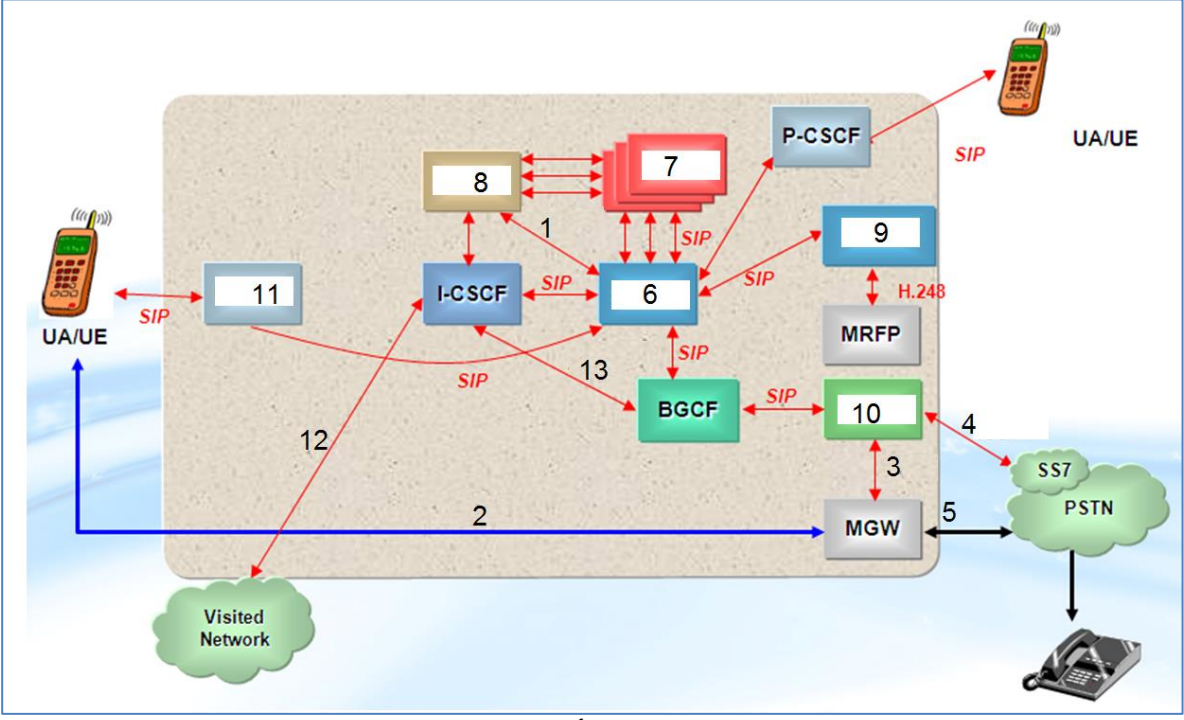 P-CSCF
SIP
UA/UE
7
8
1
SIP
9
SIP
11
I-CSCF
SIP
6
H.248
SIP
UA/UE
MRFP
SIP
SIP
13
BGCF
SIP
10
4
12
3
SS7
PSTN
2
MGW
5
Visited
Network